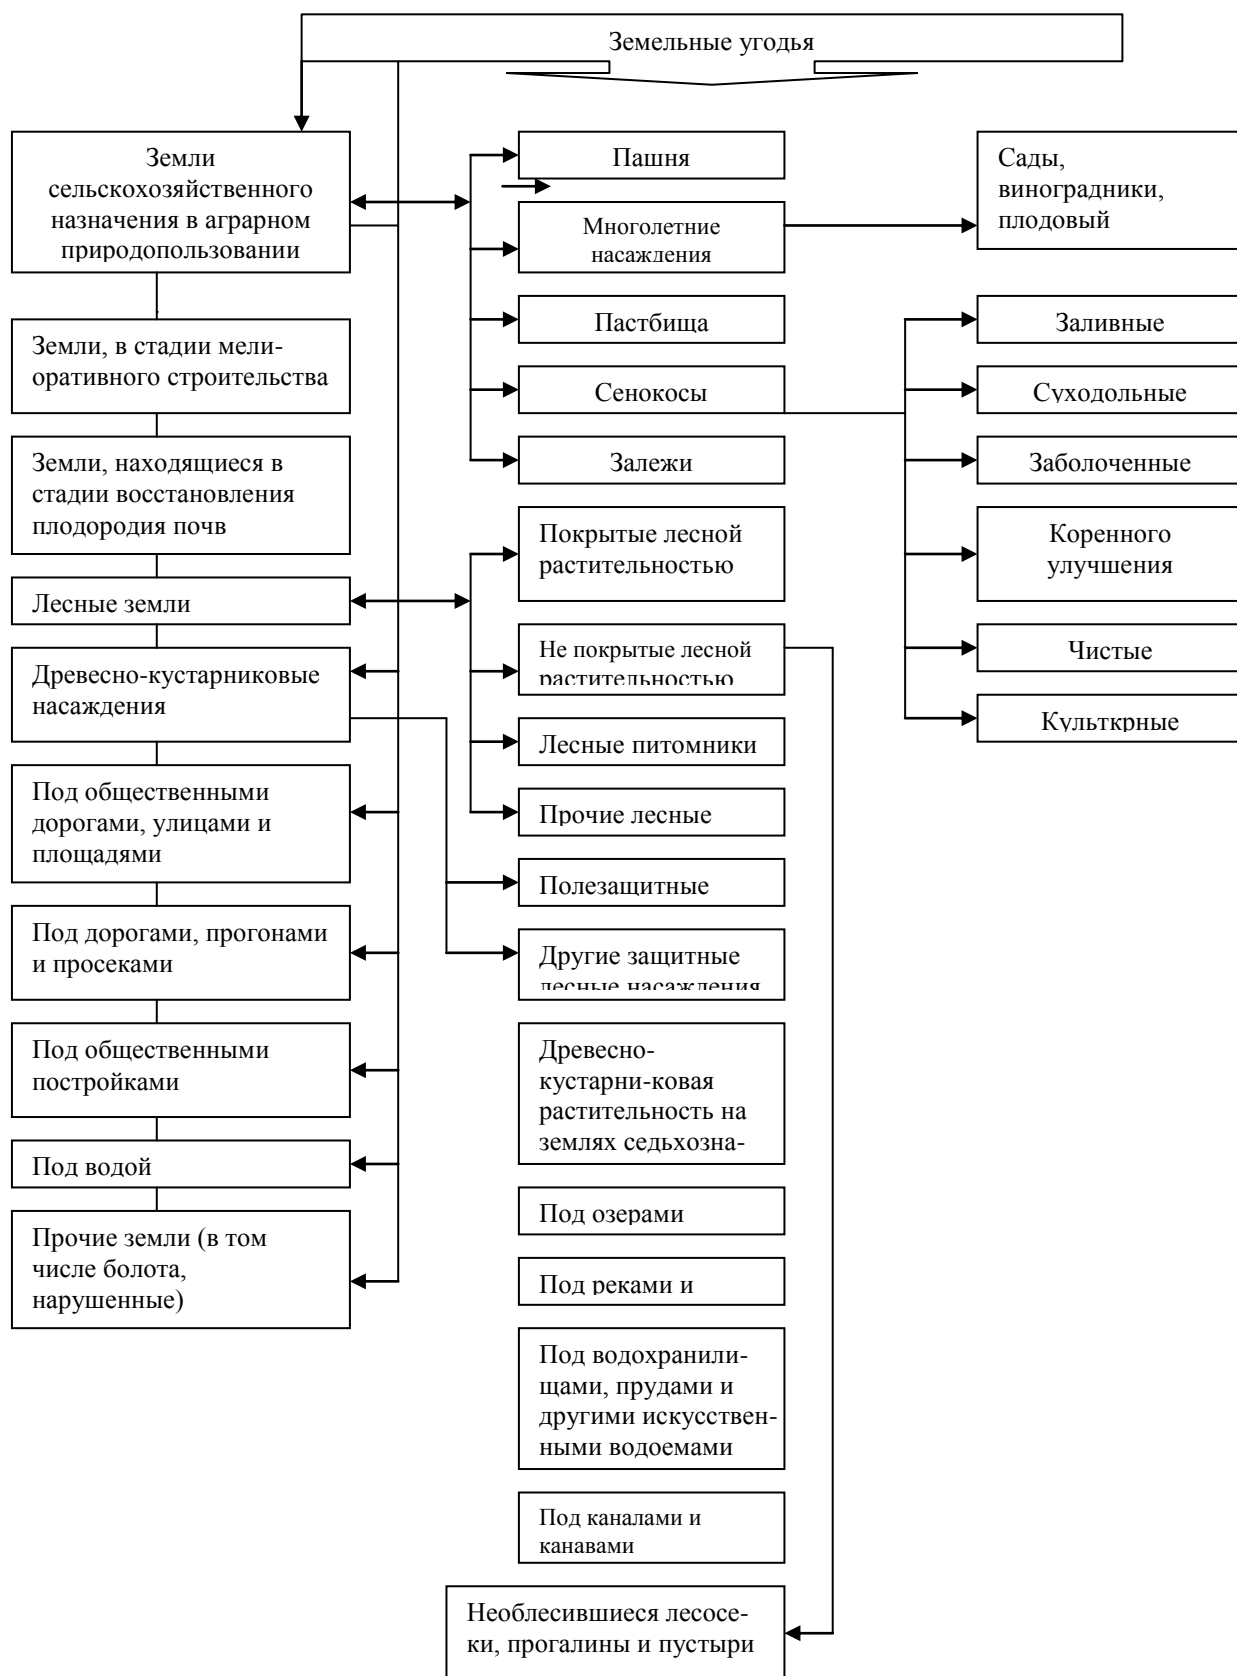 Земельные угодья
Земли
сельскохозяйственного
назначения в аграрном
природопользовании
Земли, в стадии мели-
оративного строительства
Земли, находящиеся в
стадии восстановления
плодородия почв
Лесные земли
Древесно-кустарниковые
насаждения
Под общественными
дорогами, улицами и
площадями
Под дорогами, прогонами
и просеками
Под общественными
постройками
Под водой
Прочие земли (в том
числе болота,
нарушенные)
Пашня
Многолетние
насаждения
Пастбища
Сенокосы
Залежи
Покрытые лесной
растительностью
Не покрытые лесной
растительностью
Лесные питомники
Прочие лесные
Полезащитные
Другие защитные
лесные насаждения
Древесно-
кустарни-ковая
растительность на
землях седьхозна-
Под озерами
Под реками и
Под водохранили-
щами, прудами и
другими искусствен-
ными водоемами
Под каналами и
канавами
Необлесившиеся лесосе-
ки, прогалины и пустыри
Сады,
виноградники,
плодовый
Заливные
Суходольные
Заболоченные
Коренного
улучшения
Чистые
Культкрные